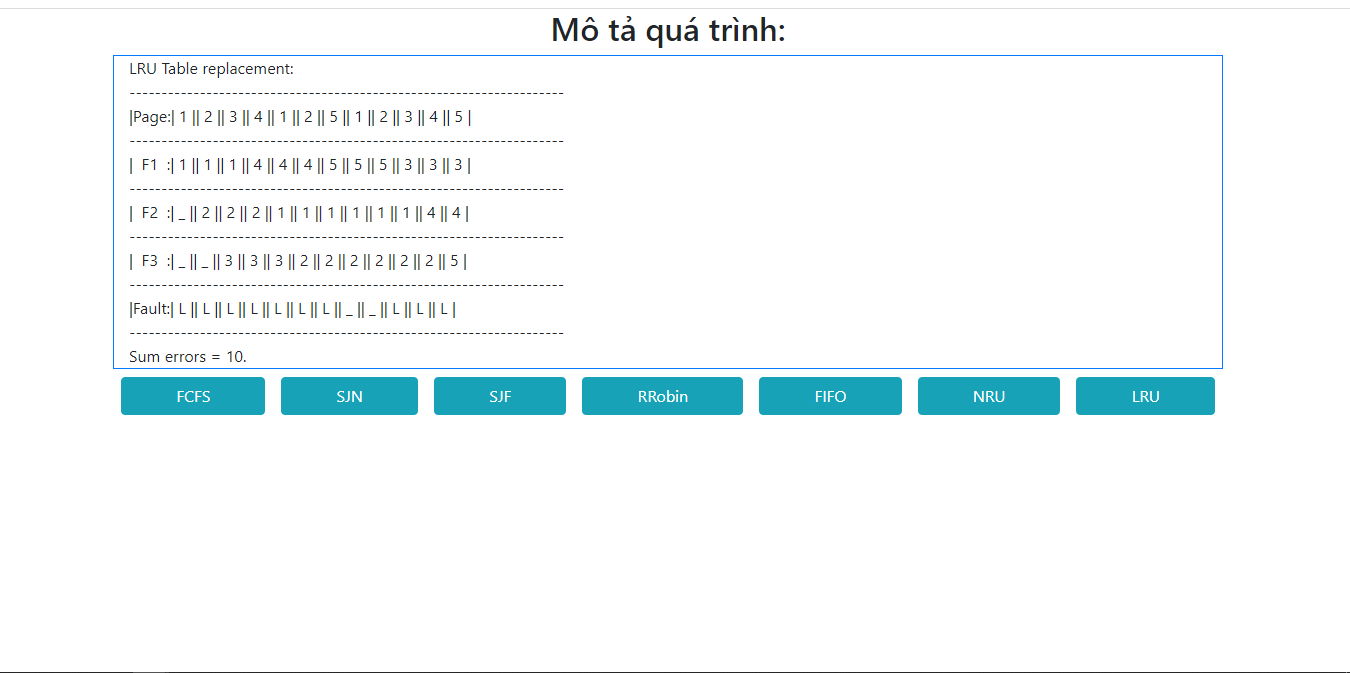 Mô tả quá trình:
LRU Table replacement:
------------------------------------------------------------------
|Page:| 1 || 2 || 3 || 4 || 1 || 2 || 5 || 1 || 2 || 3 || 4 || 5 |
------------------------------------------------------------------
| F1 :| 1 || 1 || 1 || 4 || 4 || 4 || 5 || 5 || 5 || 3 || 3 || 3 |
------------------------------------------------------------------
| F2 :| _ || 2 || 2 || 2 || 1 || 1 || 1 || 1 || 1 || 1 || 4 || 4 |
------------------------------------------------------------------
| F3 :| _ || _ || 3 || 3 || 3 || 2 || 2 || 2 || 2 || 2 || 2 || 5 |
------------------------------------------------------------------
|Fault:| L || L || L || L || L || L || L || _ || _ || L || L || L |
------------------------------------------------------------------
Sum errors = 10.
FCFS SJN SJF RRobin FIFO NRU LRU